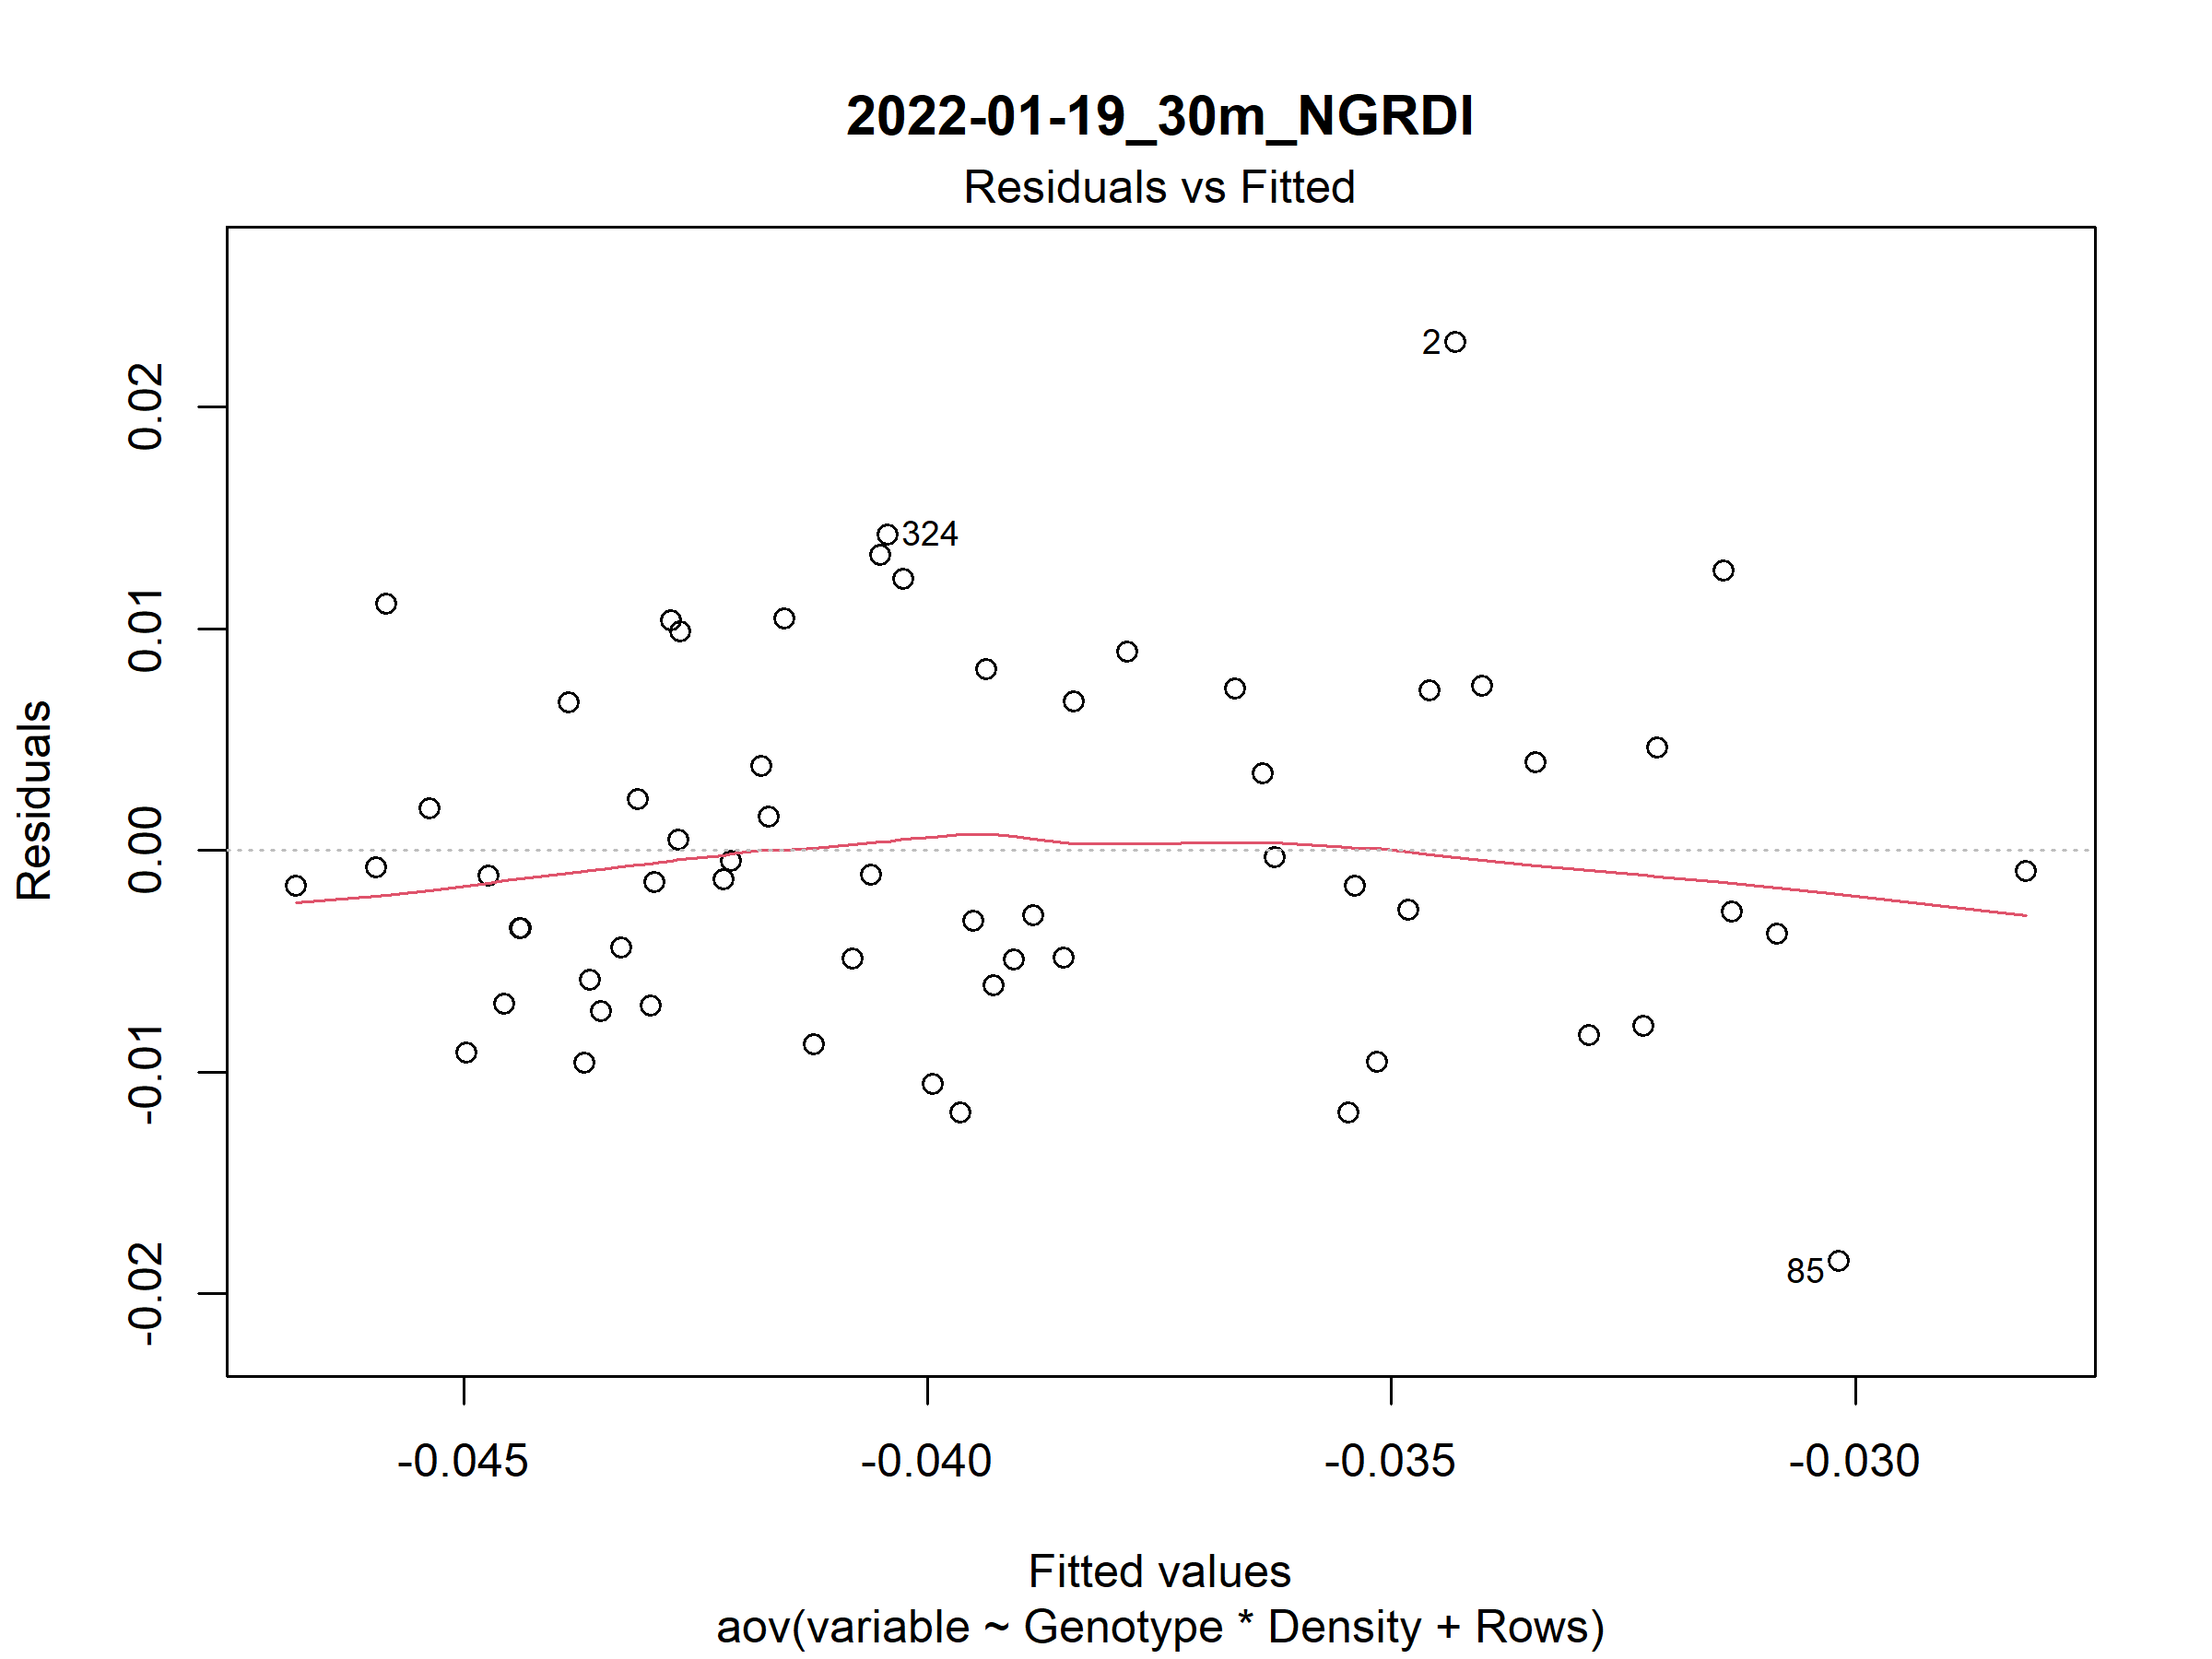 2022-01-19_30m_NGRDI
Residuals vs Fitted
Residuals
0.02
0.01
0.00
-0.01
-0.02
2
324
85
-0.045
-0.040
-0.035
-0.030
Fitted values
aov(variable ~ Genotype * Density + Rows)